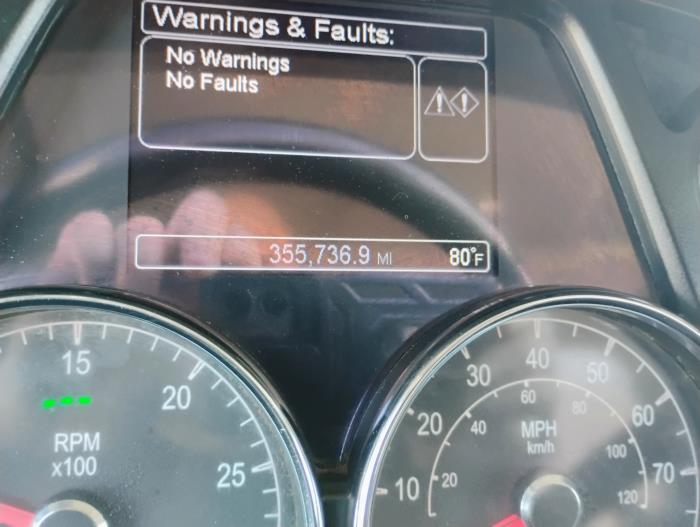 Warnings & Faults:
No Warnings
No Faults
355,736.9 MI 80°F
15
20
25
RPM
x100
---
10
20
30
40
50
60
70
MPH
km/h
20
40
60
80
100
120